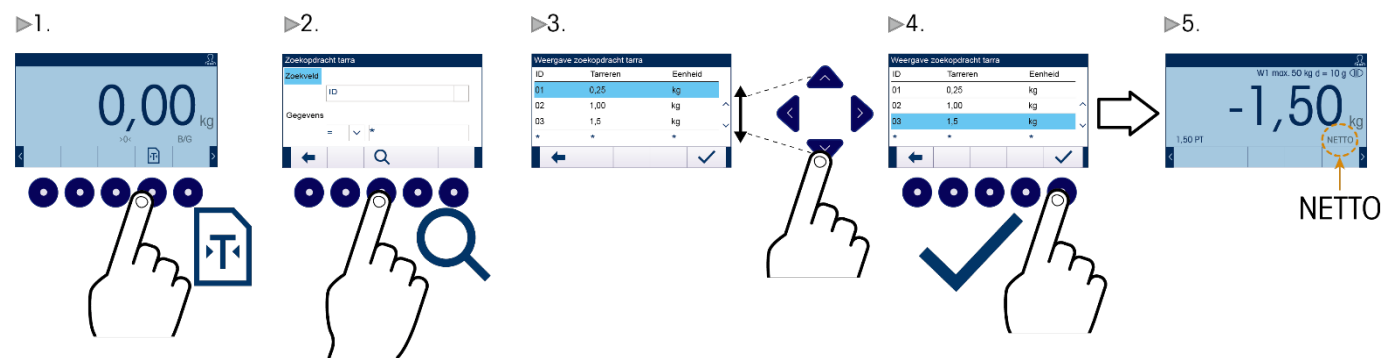 1.
0,00 kg
>0<
B/G
T
T
2.
Zoekopdracht tarra
Zoekveld
ID
Gegevens
= *
3.
Weergave zoekopdracht tarra
ID Tarreren Eenheid
01 0,25 kg
02 1,00 kg
03 1,5 kg
* * *
4.
Weergave zoekopdracht tarra
ID Tarreren Eenheid
01 0,25 kg
02 1,00 kg
03 1,5 kg
* * *
5.
W1 max. 50 kg d = 10 g
-1,50 kg
1,50 PT
NETTO
NETTO